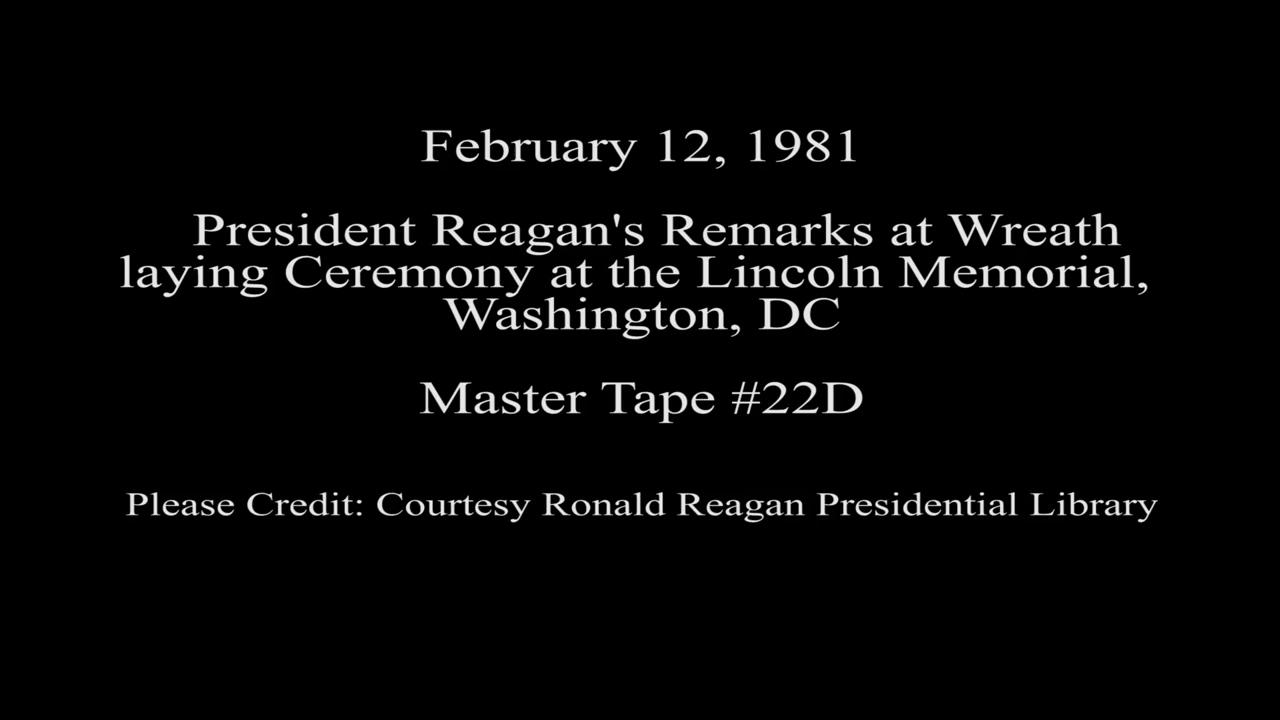 February 12, 1981
President Reagan's Remarks at Wreath
laying Ceremony at the Lincoln Memorial,
Washington, DC
Master Tape #22D
Please Credit: Courtesy Ronald Reagan Presidential Library